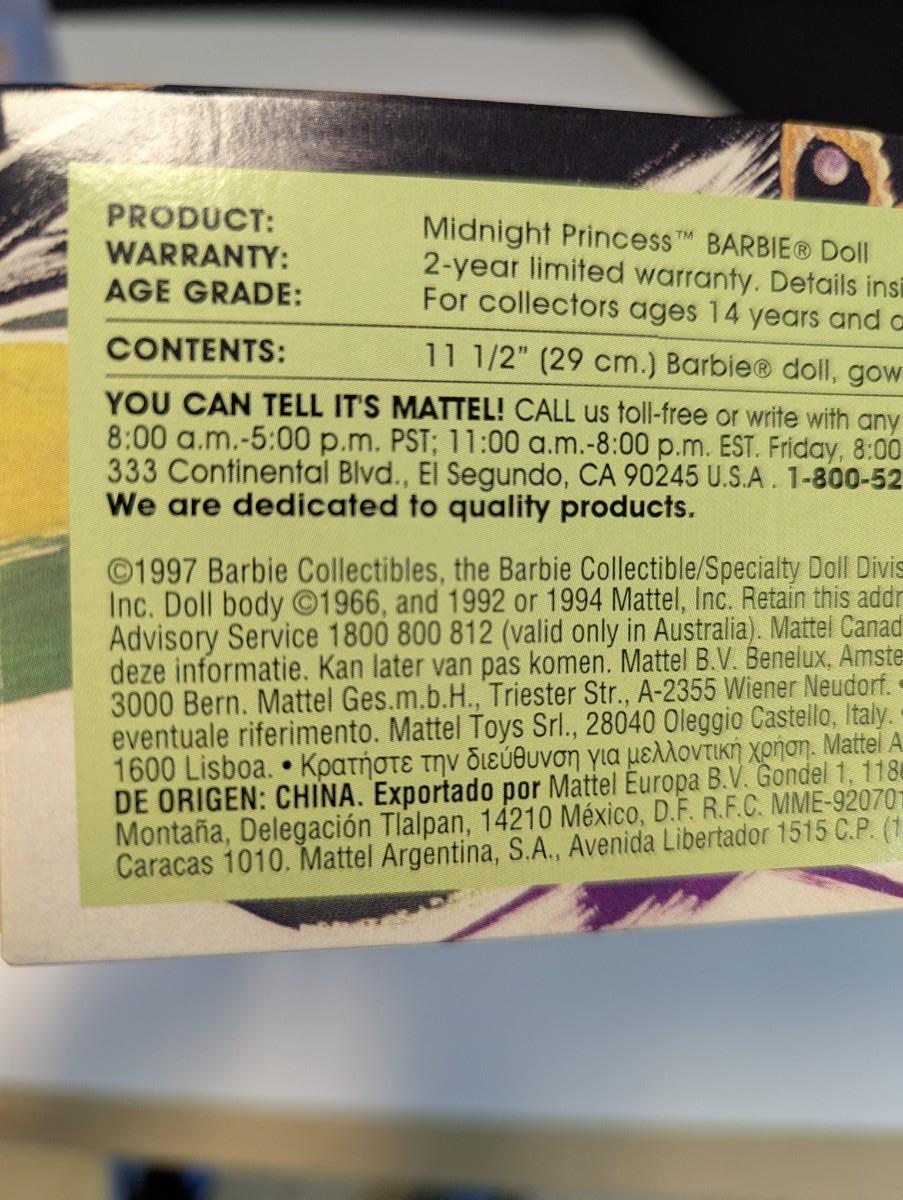 PRODUCT: Midnight Princess™ BARBIE® Doll
WARRANTY: 2-year limited warranty. Details insi
AGE GRADE: For collectors ages 14 years and
CONTENTS: 11 1/2" (29 cm.) Barbie® doll, gow
YOU CAN TELL IT'S MATTEL! CALL us toll-free or write with any
8:00 a.m.-5:00 p.m. PST; 11:00 a.m.-8:00 p.m. EST. Friday, 8:00
333 Continental Blvd., El Segundo, CA 90245 U.S.A. 1-800-52
We are dedicated to quality products.
©1997 Barbie Collectibles, the Barbie Collectible/Specialty Doll Divis
Inc. Doll body ©1966, and 1992 or 1994 Mattel, Inc. Retain this addr
Advisory Service 1800 800 812 (valid only in Australia). Mattel Canad
deze informatie. Kan later van pas komen. Mattel B.V. Benelux, Amste
3000 Bern. Mattel Ges.m.b.H., Triester Str., A-2355 Wiener Neudorf. •
eventuale riferimento. Mattel Toys Srl., 28040 Oleggio Castello, Italy. •
1600 Lisboa. • Κρατήστε την διεύθυνση για μελλοντική χρήση. Mattel A
DE ORIGEN: CHINA. Exportado por Mattel Europa B.V. Gondel 1, 118
Montaña, Delegación Tlalpan, 14210 México, D.F. R.F.C. MME-920701
Caracas 1010. Mattel Argentina, S.A., Avenida Libertador 1515 C.P. (1